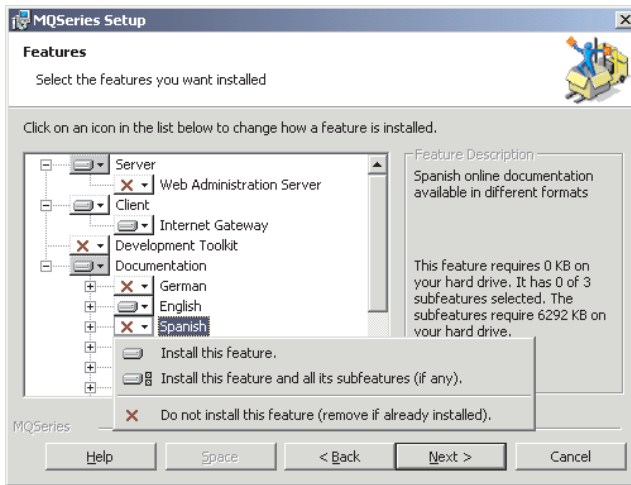 MQSeries Setup
Features
Select the features you want installed
Click on an icon in the list below to change how a feature is installed.
Server
Web Administration Server
Client
Internet Gateway
Development Toolkit
Documentation
German
English
Spanish
Feature Description
Spanish online documentation
available in different formats
This feature requires 0 KB on
your hard drive. It has 0 of 3
subfeatures selected. The
subfeatures require 6292 KB on
your hard drive.
Install this feature.
Install this feature and all its subfeatures (if any).
Do not install this feature (remove if already installed).
MQSeries
Help
Space
< Back
Next >
Cancel